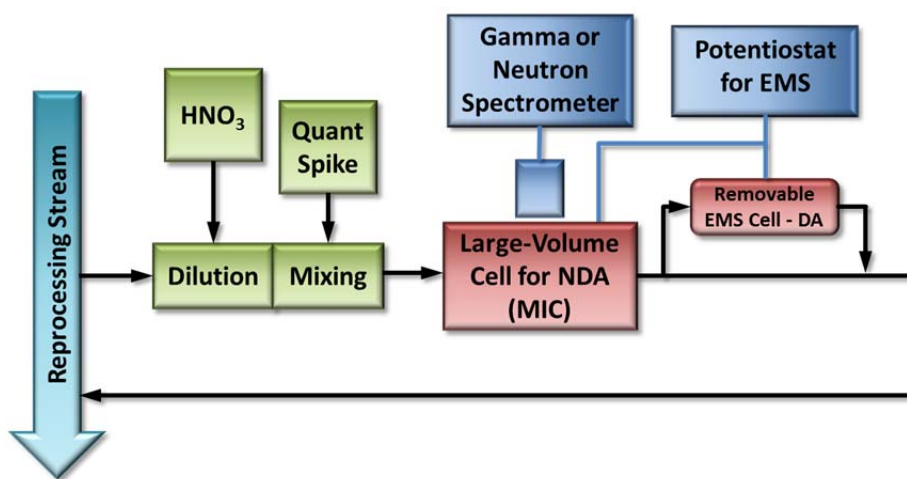 Reprocessing Stream
HNO₃
Quant
Spike
Dilution
Mixing
Gamma or
Neutron
Spectrometer
Potentiostat
for EMS
Removable
EMS Cell - DA
Large-Volume
Cell for NDA
(MIC)